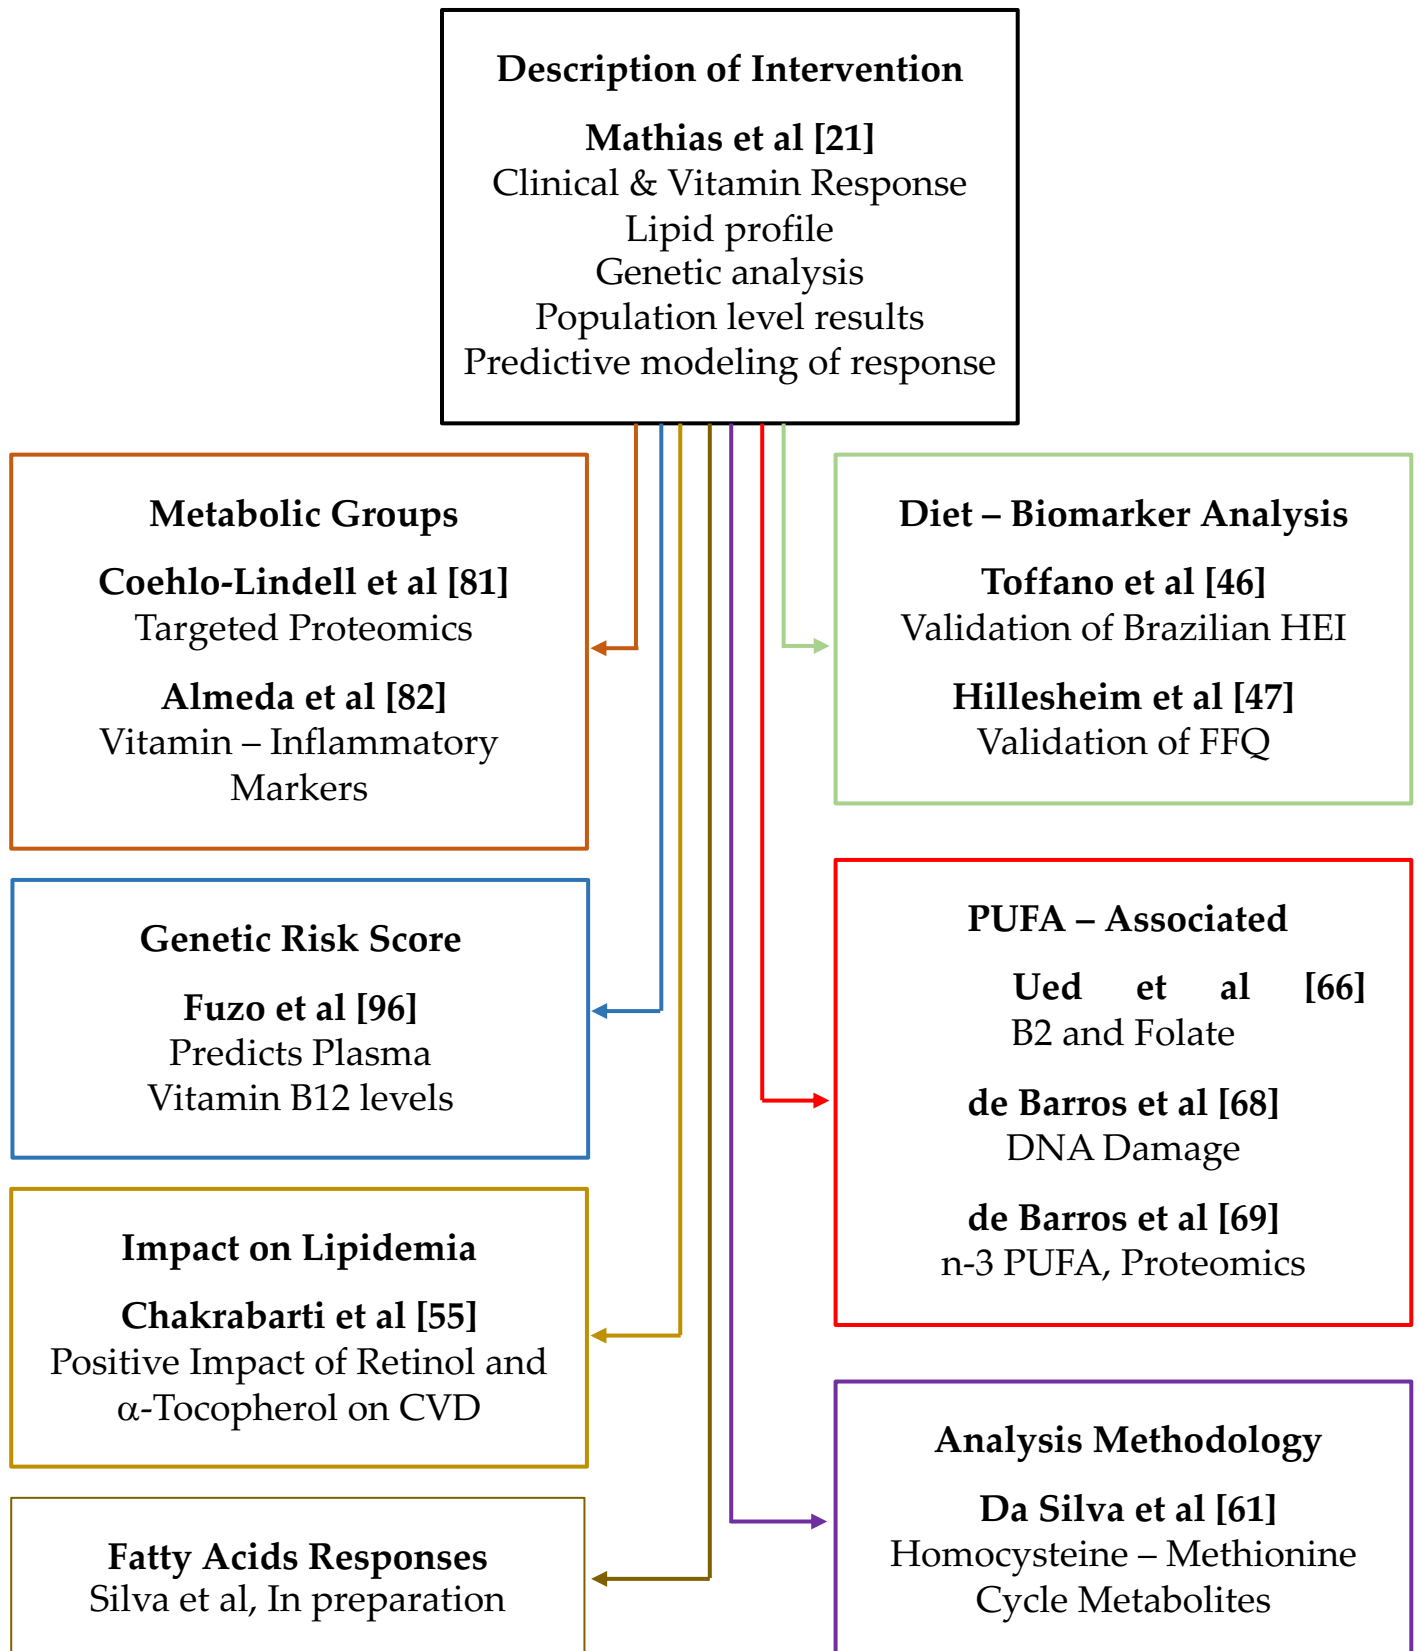 Description of Intervention
Mathias et al [21]
Clinical & Vitamin Response
Lipid profile
Genetic analysis
Population level results
Predictive modeling of response
Metabolic Groups
Coehlo-Lindell et al [81]
Targeted Proteomics
Almeda et al [82]
Vitamin – Inflammatory
Markers
Genetic Risk Score
Fuzo et al [96]
Predicts Plasma
Vitamin B12 levels
Impact on Lipidemia
Chakrabarti et al [55]
Positive Impact of Retinol and
α-Tocopherol on CVD
Fatty Acids Responses
Silva et al, In preparation
Diet – Biomarker Analysis
Toffano et al [46]
Validation of Brazilian HEI
Hillesheim et al [47]
Validation of FFQ
PUFA – Associated
Ued et al [66]
B2 and Folate
de Barros et al [68]
DNA Damage
de Barros et al [69]
n-3 PUFA, Proteomics
Analysis Methodology
Da Silva et al [61]
Homocysteine – Methionine
Cycle Metabolites